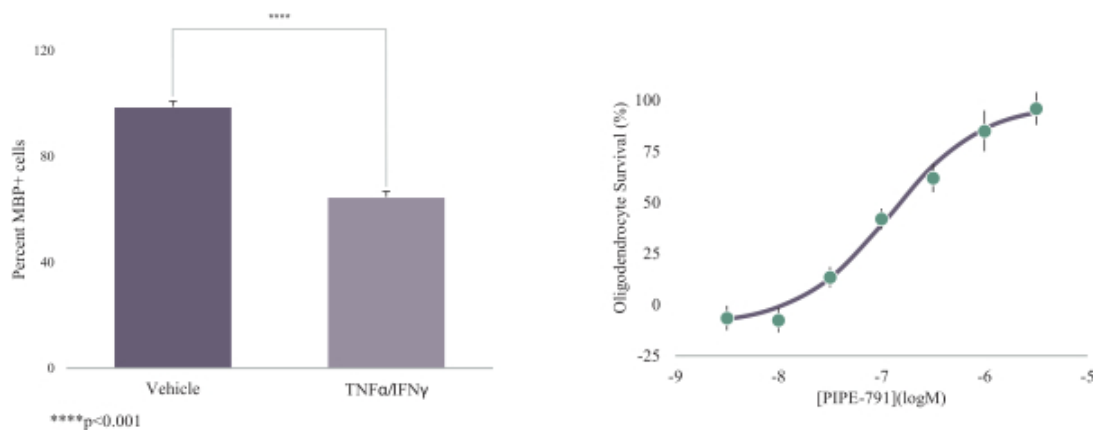 ****
120
80
40
0
Percent MBP+ cells
Vehicle
TNFα/IFNγ
****p<0.001
100
75
50
25
0
-25
Oligodendrocyte Survival (%)
-9 -8 -7 -6 -5
[PIPE-791](logM)